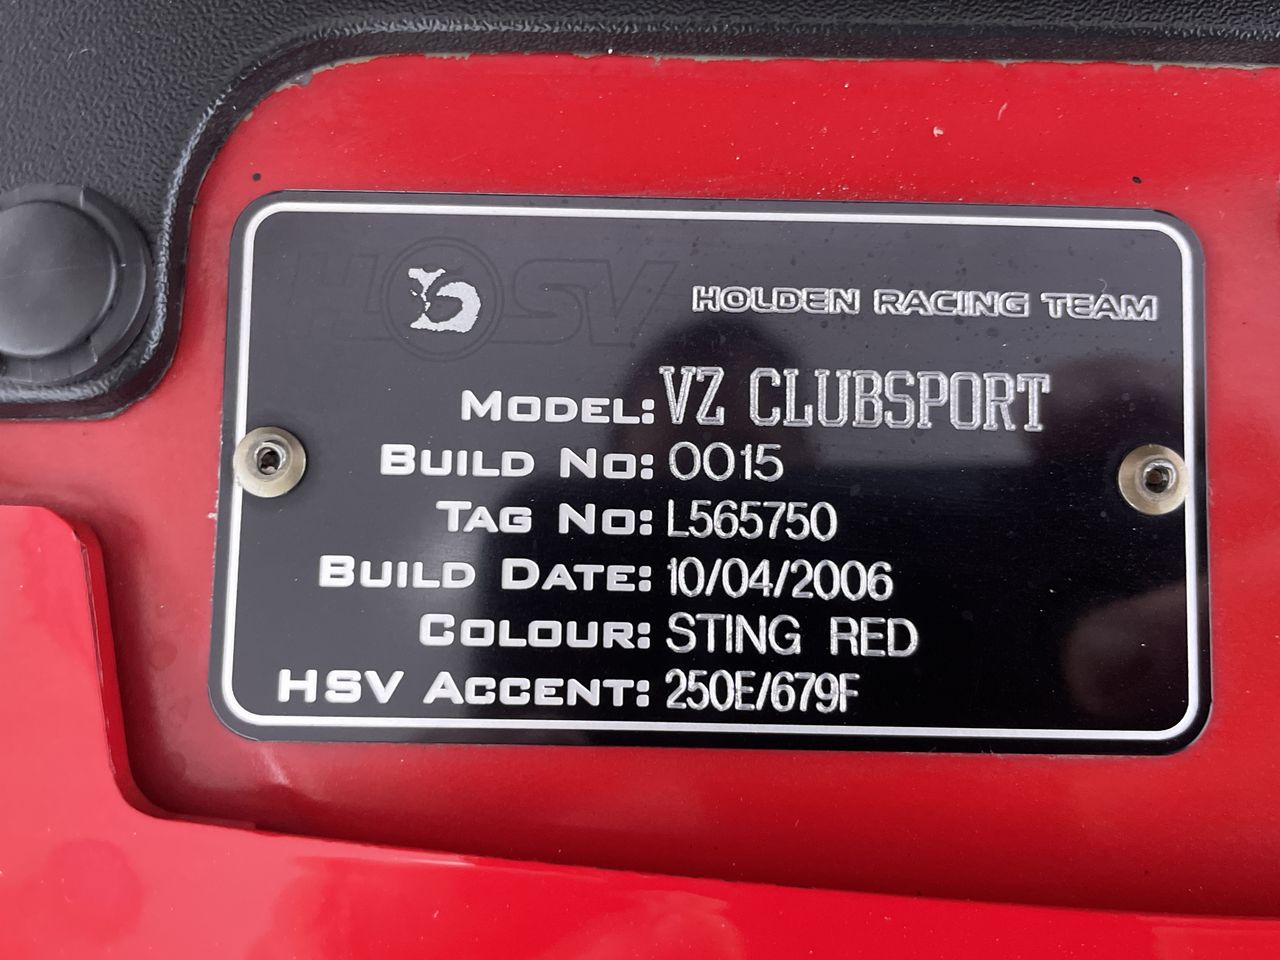 HSV
HOLDEN RACING TEAM
MODEL: VZ CLUBSPORT
BUILD NO: 0015
TAG NO: L565750
BUILD DATE: 10/04/2006
COLOUR: STING RED
HSV ACCENT: 250E/679F